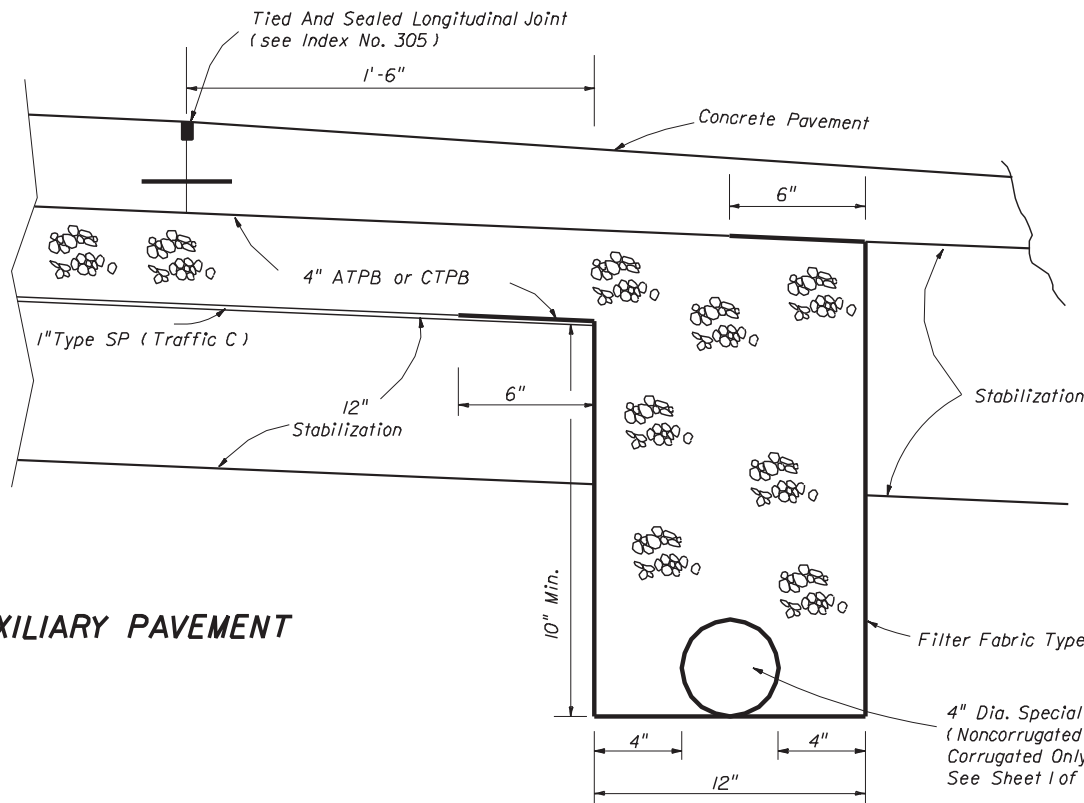 Tied And Sealed Longitudinal Joint
(see Index No. 305)
1'-6"
Concrete Pavement
6"
4" ATPB or CTPB
1" Type SP (Traffic C)
6"
12"
Stabilization
Stabilization
10" Min.
XILIARY PAVEMENT
Filter Fabric Type
4" Dia. Special
(Noncorrugated
Corrugated Only
See Sheet 1 of
4"
4"
12"